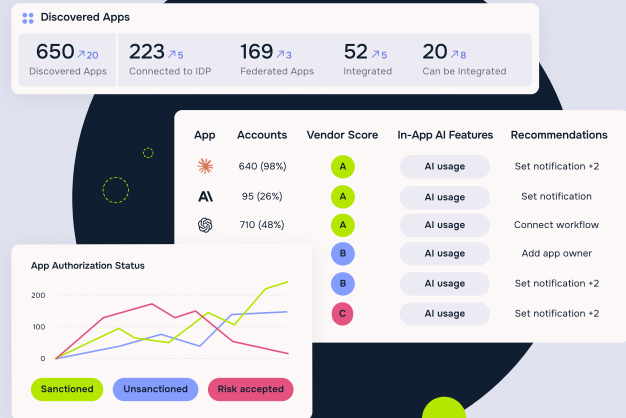 Discovered Apps
650 20 223 5 169 3 52 5 20 8
Discovered Apps Connected to IDP Federated Apps Integrated Can be Integrated
App Accounts Vendor Score In-App AI Features Recommendations
640 (98%) A AI usage Set notification +2
95 (26%) A AI usage Set notification
710 (48%) A AI usage Connect workflow
B AI usage Add app owner
B AI usage Set notification +2
C AI usage Set notification +2
App Authorization Status
200
100
0
Sanctioned Unsanctioned Risk accepted